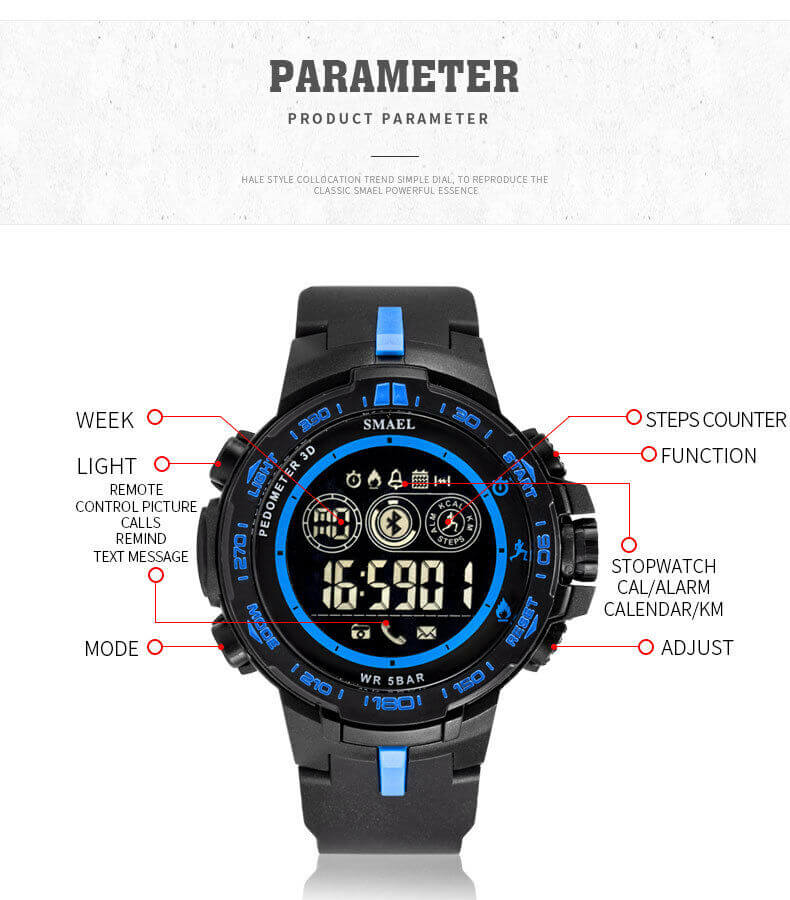 PARAMETER
PRODUCT PARAMETER
HALE STYLE COLLOCATION TREND SIMPLE DIAL, TO REPRODUCE THE
CLASSIC SMAEL POWERFUL ESSENCE
WEEK
LIGHT
REMOTE
CONTROL PICTURE
CALLS
REMIND
TEXT MESSAGE
MODE
STEPS COUNTER
FUNCTION
STOPWATCH
CAL/ALARM
CALENDAR/KM
ADJUST
SMAEL
PEDOMETER 3D
LIGHT
START
MODE
RESET
30
270
210
180
150
ALM KCAL KM
STEPS
16:59 01
WR 5BAR